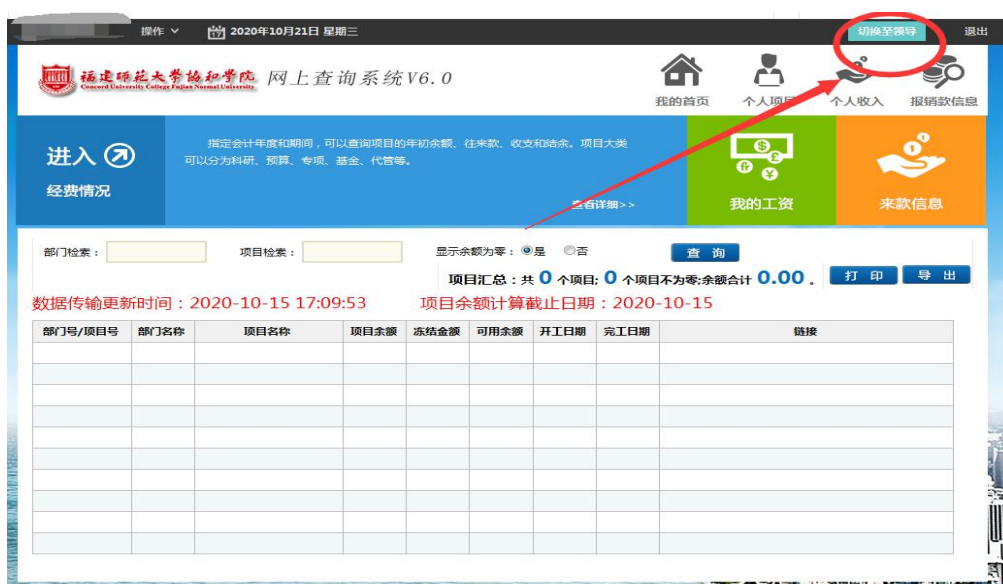 操作 2020年10月21日 星期三 切换至领导 退出
福建师范大学协和学院 网上查询系统V6.0
Concord University College Fujian Normal University
我的首页 个人项目 个人收入 报销款信息
进入
经费情况
指定会计年度和期间，可以查询项目的年初余额、往来款、收支和结余。项目大类
可以分为科研、预算、专项、基金、代管等。
查看详细>>
我的工资 来款信息
部门检索： 项目检索： 显示余额为零： 是 否 查 询
项目汇总：共 0 个项目; 0 个项目不为零;余额合计 0.00 。 打 印 导 出
数据传输更新时间：2020-10-15 17:09:53 项目余额计算截止日期：2020-10-15
部门号/项目号 部门名称 项目名称 项目余额 冻结金额 可用余额 开工日期 完工日期 链接